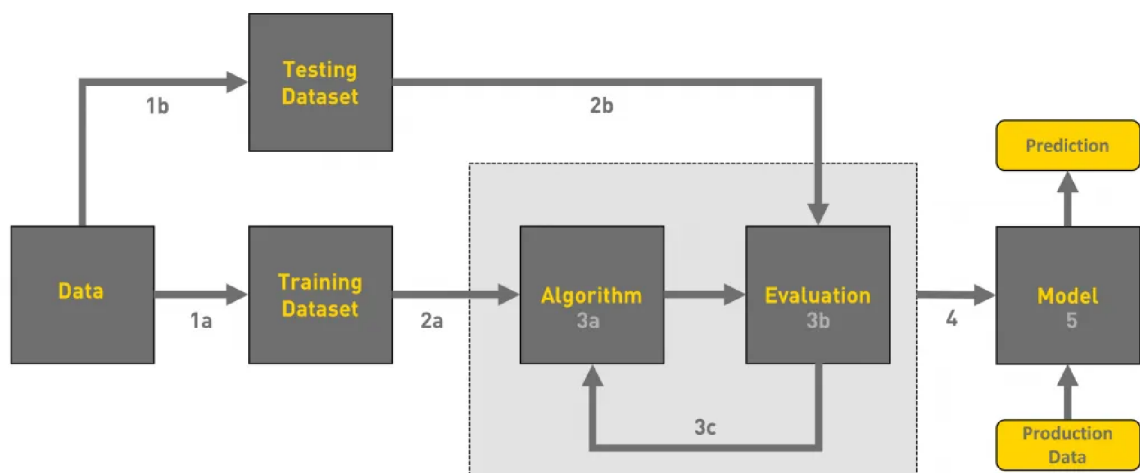 Testing
Dataset
1b
2b
Prediction
Data
1a
Training
Dataset
2a
Algorithm
3a
Evaluation
3b
3c
4
Model
5
Production
Data